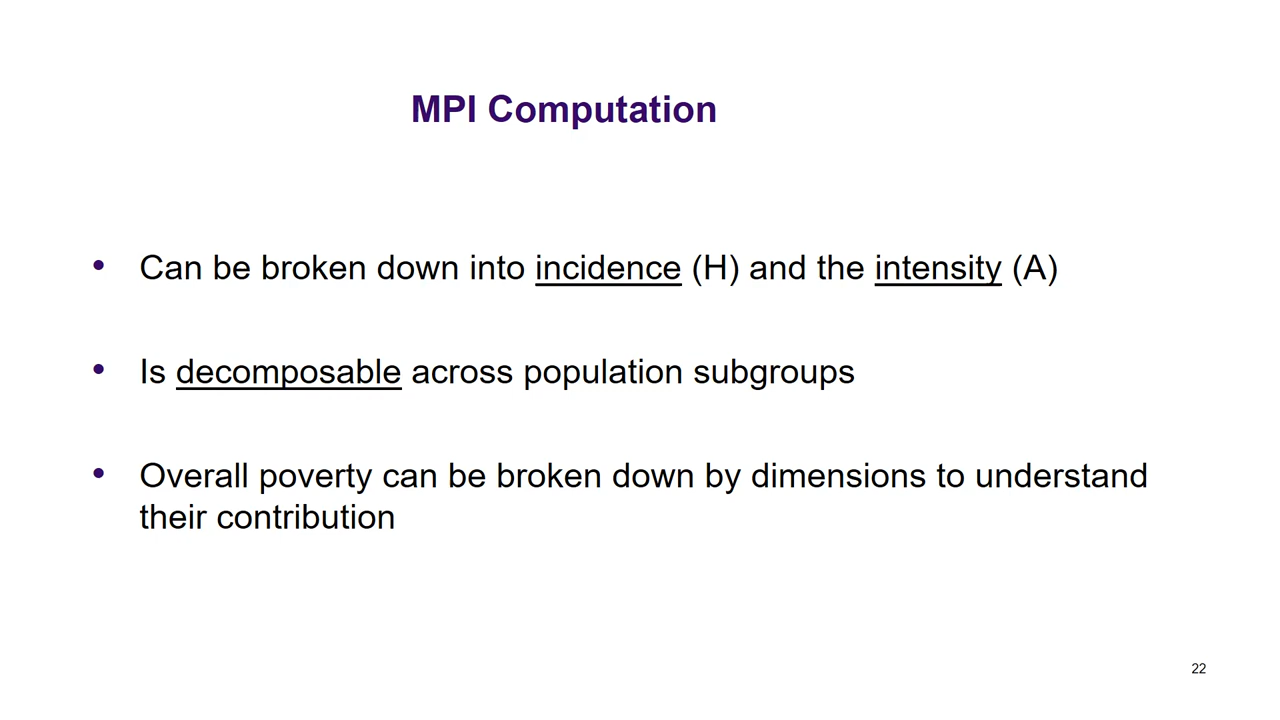 MPI Computation
• Can be broken down into incidence (H) and the intensity (A)
• Is decomposable across population subgroups
• Overall poverty can be broken down by dimensions to understand
their contribution
22